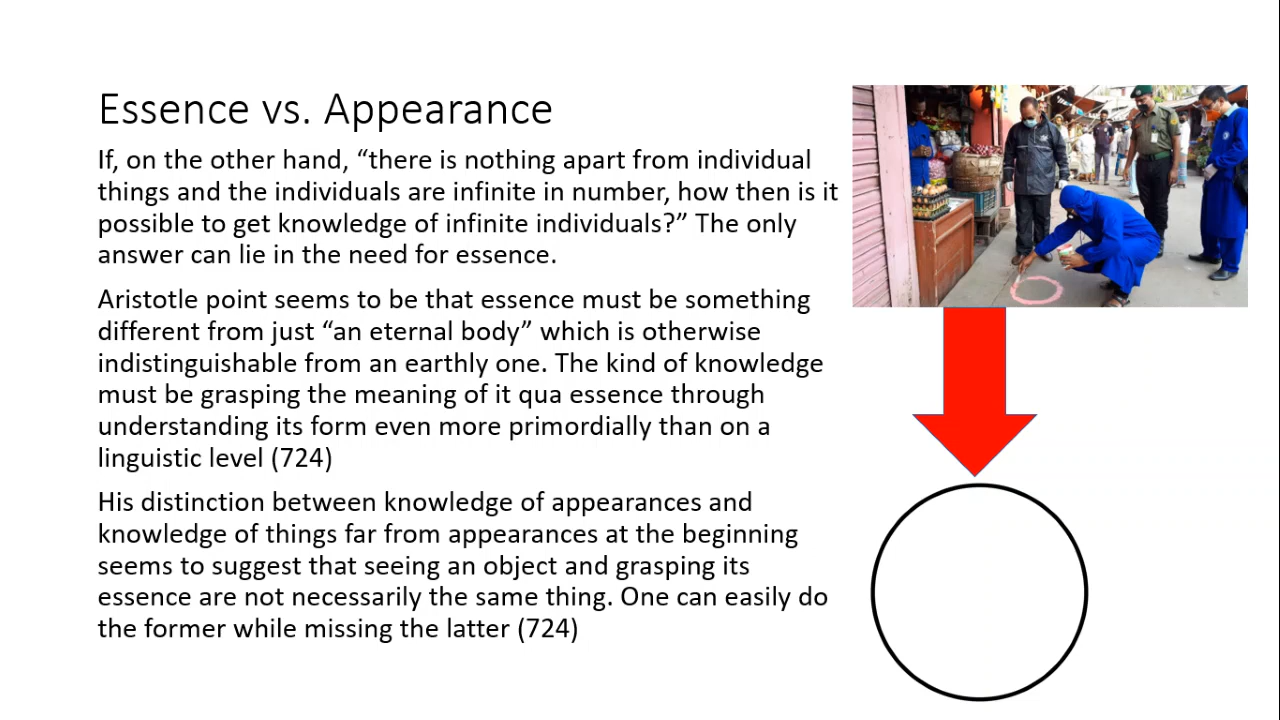 Essence vs. Appearance
If, on the other hand, “there is nothing apart from individual
things and the individuals are infinite in number, how then is it
possible to get knowledge of infinite individuals?” The only
answer can lie in the need for essence.
Aristotle point seems to be that essence must be something
different from just “an eternal body” which is otherwise
indistinguishable from an earthly one. The kind of knowledge
must be grasping the meaning of it qua essence through
understanding its form even more primordially than on a
linguistic level (724)
His distinction between knowledge of appearances and
knowledge of things far from appearances at the beginning
seems to suggest that seeing an object and grasping its
essence are not necessarily the same thing. One can easily do
the former while missing the latter (724)